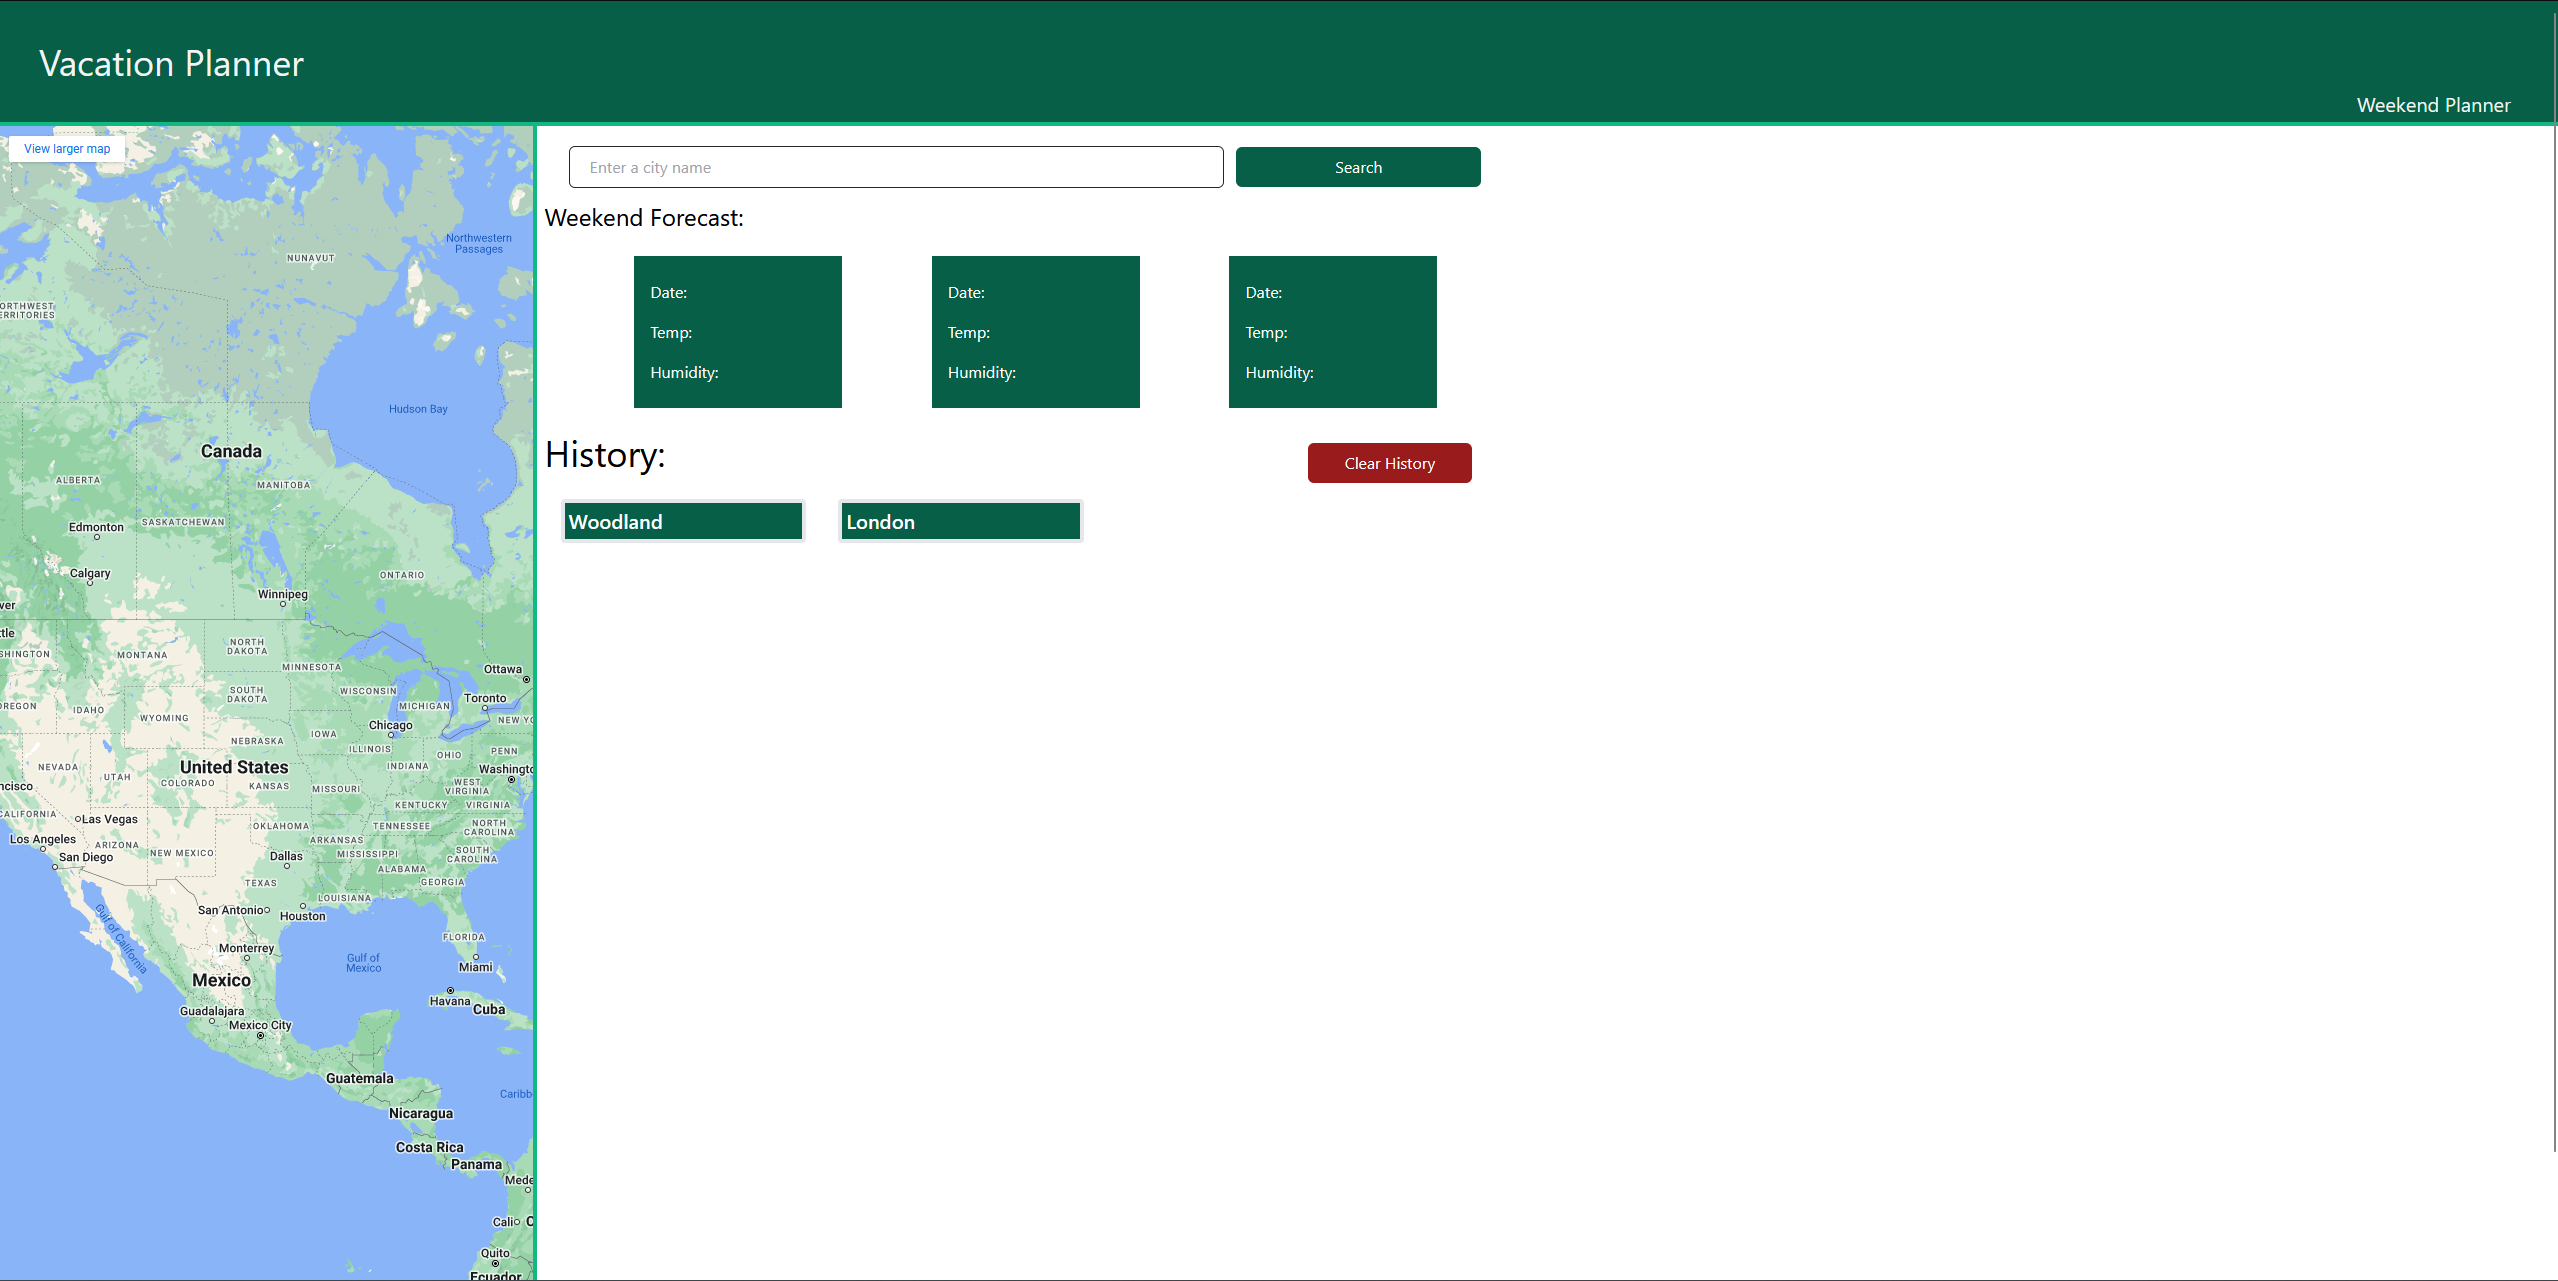 Vacation Planner
Weekend Planner
View larger map
Enter a city name
Search
Weekend Forecast:
Date:
Temp:
Humidity:
Date:
Temp:
Humidity:
Date:
Temp:
Humidity:
History:
Clear History
Woodland
London
Northwestern
Passages
NUNAVUT
ORTHWEST
ERRITORIES
Hudson Bay
Canada
ALBERTA
MANITOBA
Edmonton
SASKATCHEWAN
Calgary
ONTARIO
Winnipeg
ver
ttle
SHINGTON
MONTANA
NORTH
DAKOTA
MINNESOTA
Ottawa
SOUTH
DAKOTA
WISCONSIN
Toronto
OREGON
IDAHO
WYOMING
MICHIGAN
NEW YO
Chicago
IOWA
NEBRASKA
ILLINOIS
OHIO
PENN
NEVADA
UTAH
United States
COLORADO
KANSAS
INDIANA
Washingto
ncisco
MISSOURI
WEST
VIRGINIA
KENTUCKY
VIRGINIA
CALIFORNIA
Las Vegas
OKLAHOMA
TENNESSEE
NORTH
CAROLINA
Los Angeles
ARIZONA
NEW MEXICO
ARKANSAS
San Diego
Dallas
MISSISSIPPI
SOUTH
CAROLINA
ALABAMA
TEXAS
GEORGIA
LOUISIANA
San Antonio
Houston
Gulf of California
FLORIDA
Monterrey
Gulf of
Mexico
Miami
Mexico
Havana
Cuba
Guadalajara
Mexico City
Guatemala
Caribb
Nicaragua
Costa Rica
Panama
Mede
Cali
C
Quito
Ecuador